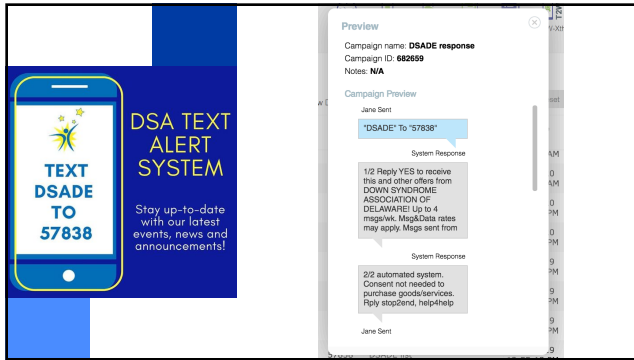 TEXT
DSADE
TO
57838
DSA TEXT
ALERT
SYSTEM
Stay up-to-date
with our latest
events, news and
announcements!
Preview
Campaign name: DSADE response
Campaign ID: 682659
Notes: N/A
Campaign Preview
Jane Sent
"DSADE" To "57838"
System Response
1/2 Reply YES to receive
this and other offers from
DOWN SYNDROME
ASSOCIATION OF
DELAWARE! Up to 4
msgs/wk. Msg&Data rates
may apply. Msgs sent from
System Response
2/2 automated system.
Consent not needed to
purchase goods/services.
Rply stop2end, help4help
Jane Sent